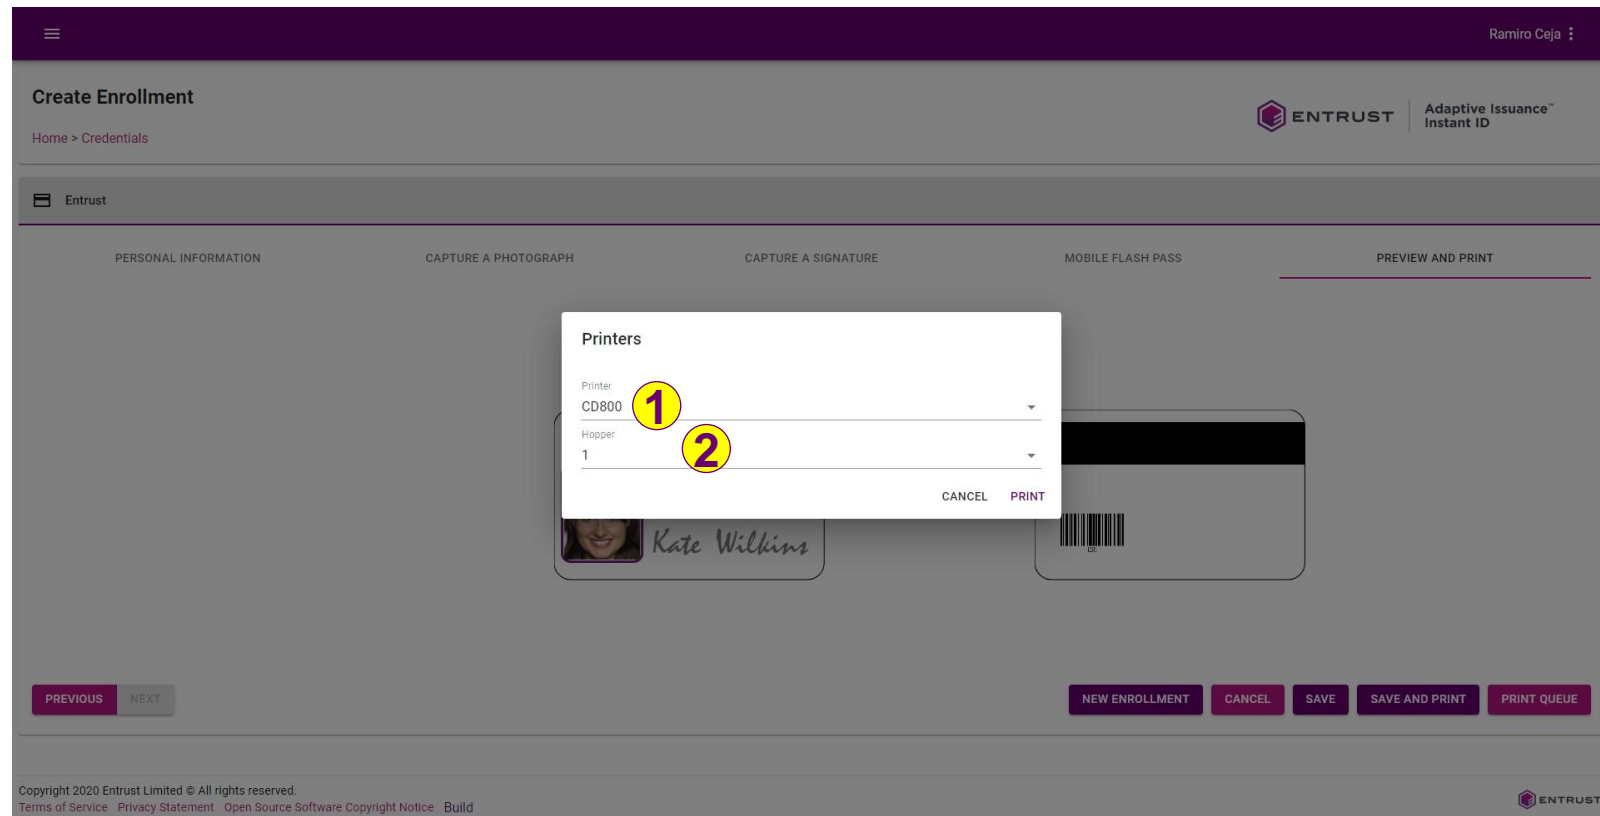 Ramiro Ceja
Create Enrollment
Home > Credentials
ENTRUST
Adaptive Issuance™
Instant ID
Entrust
PERSONAL INFORMATION
CAPTURE A PHOTOGRAPH
CAPTURE A SIGNATURE
MOBILE FLASH PASS
PREVIEW AND PRINT
Printers
Printer
CD800
1
Hopper
1
2
CANCEL PRINT
Kate Wilkins
PREVIOUS NEXT
NEW ENROLLMENT CANCEL SAVE SAVE AND PRINT PRINT QUEUE
Copyright 2020 Entrust Limited © All rights reserved.
Terms of Service Privacy Statement Open Source Software Copyright Notice Build
ENTRUST